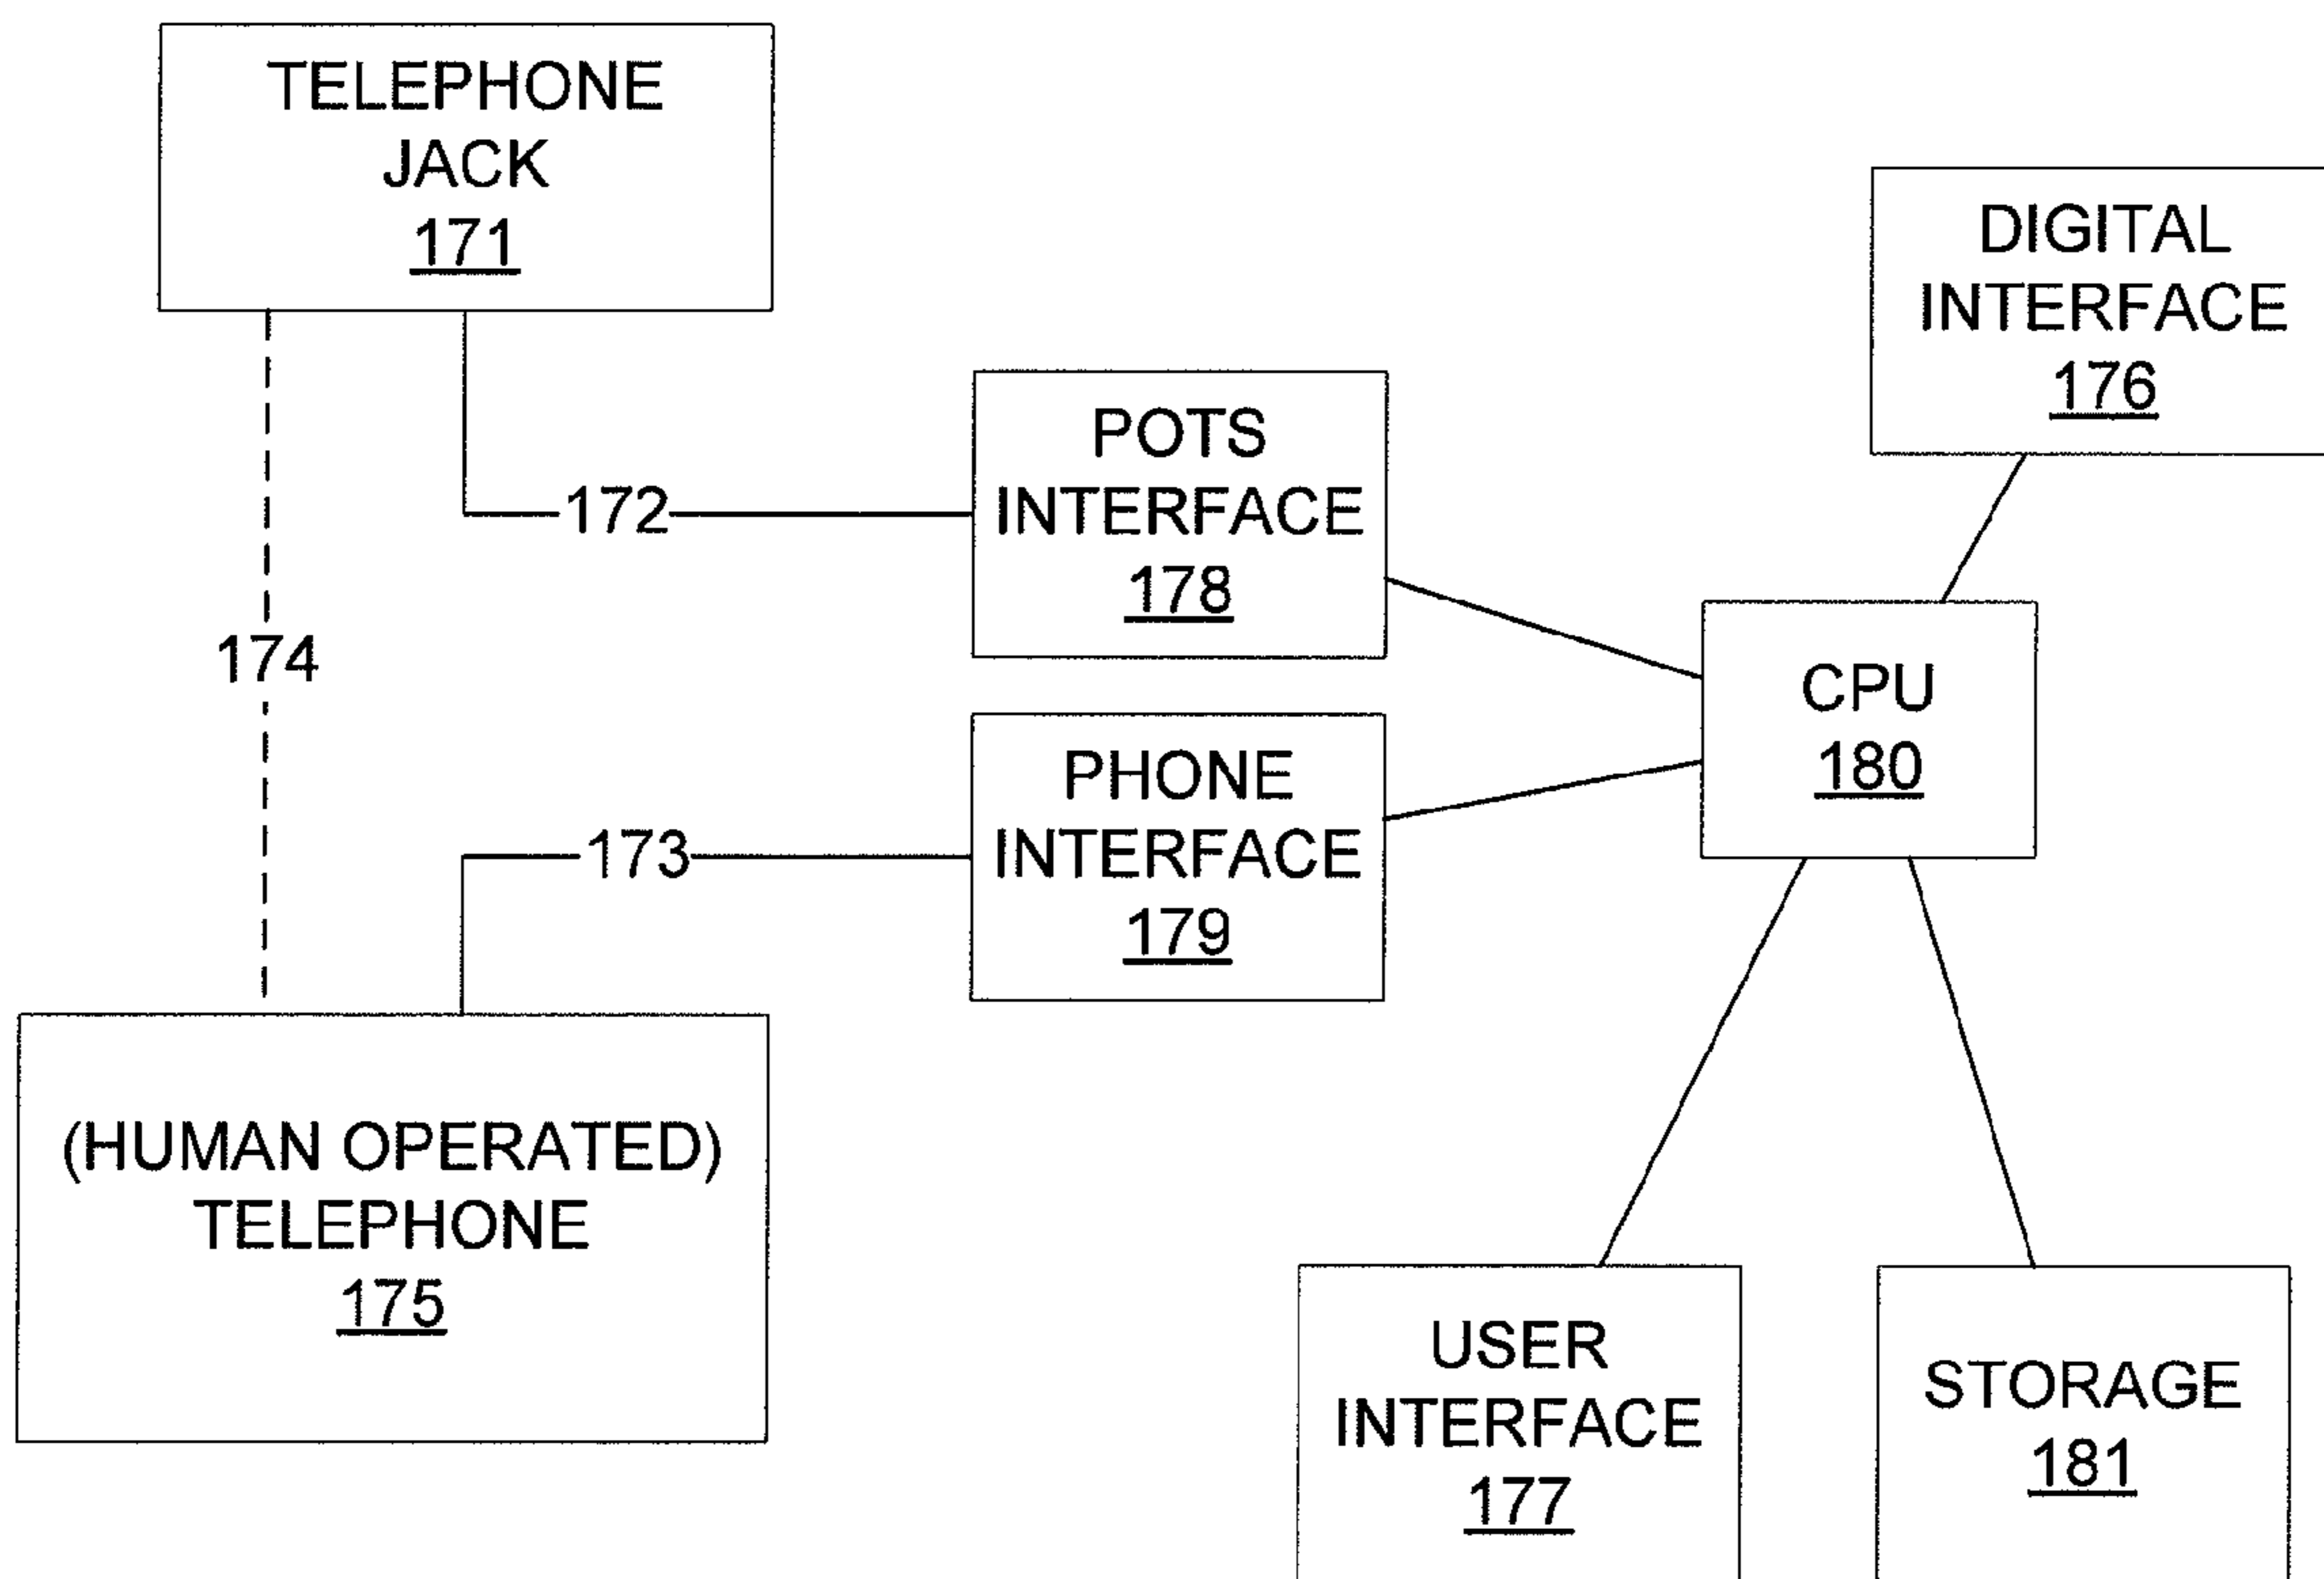 TELEPHONE
JACK
171
DIGITAL
INTERFACE
176
POTS
INTERFACE
178
172
174
CPU
180
PHONE
INTERFACE
179
173
(HUMAN OPERATED)
TELEPHONE
175
USER
INTERFACE
177
STORAGE
181